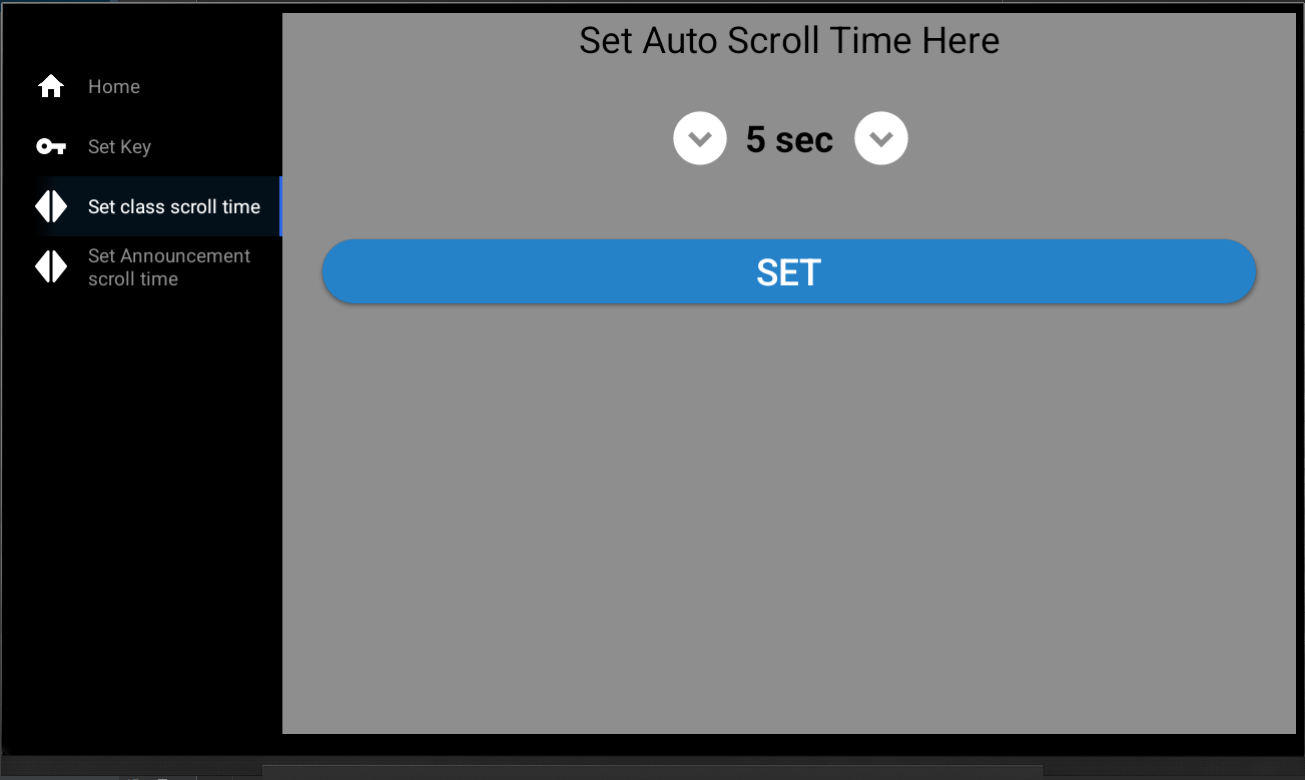 Set Auto Scroll Time Here
Home
5 sec
Set Key
Set class scroll time
Set Announcement
scroll time
SET